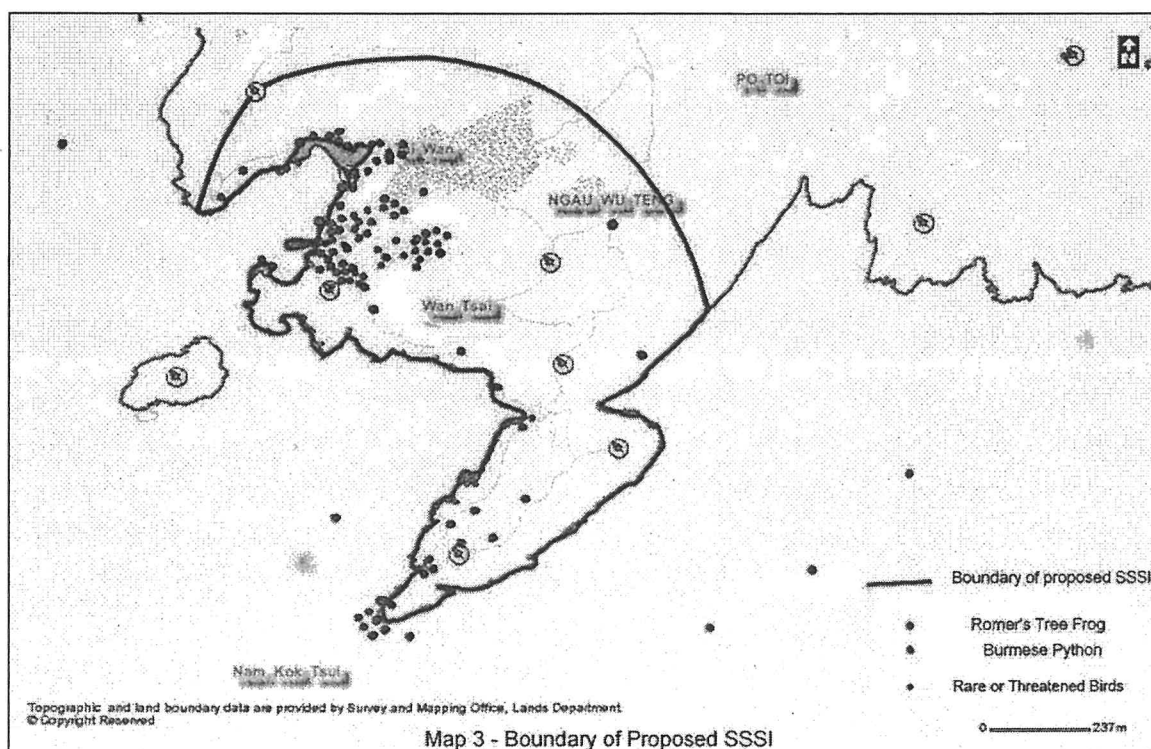 N
PO TOI
Wan
NGAU WU TENG
Wan Tsai
Nam Kok Tsui
Boundary of proposed SSSI
Romer's Tree Frog
Burmese Python
Rare or Threatened Birds
0 237m
Topographic and land boundary data are provided by Survey and Mapping Office, Lands Department.
© Copyright Reserved
Map 3 - Boundary of Proposed SSSI